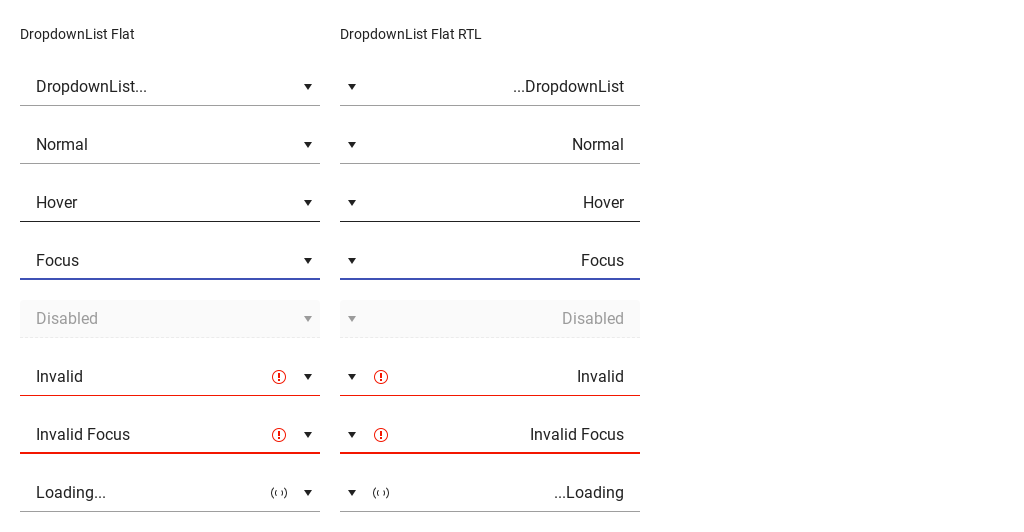 DropdownList Flat
DropdownList...
Normal
Hover
Focus
Disabled
Invalid
Invalid Focus
Loading...
DropdownList Flat RTL
...DropdownList
Normal
Hover
Focus
Disabled
Invalid
Invalid Focus
...Loading